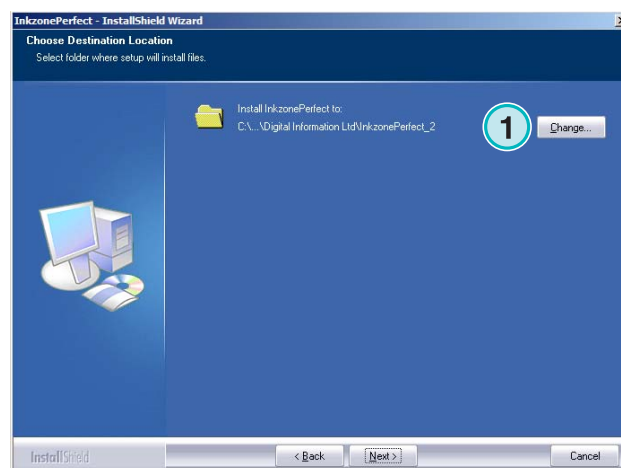 InkzonePerfect - InstallShield Wizard
Choose Destination Location
Select folder where setup will install files.
Install InkzonePerfect to:
C:\...\Digital Information Ltd\InkzonePerfect_2
1
Change...
InstallShield
< Back
Next >
Cancel